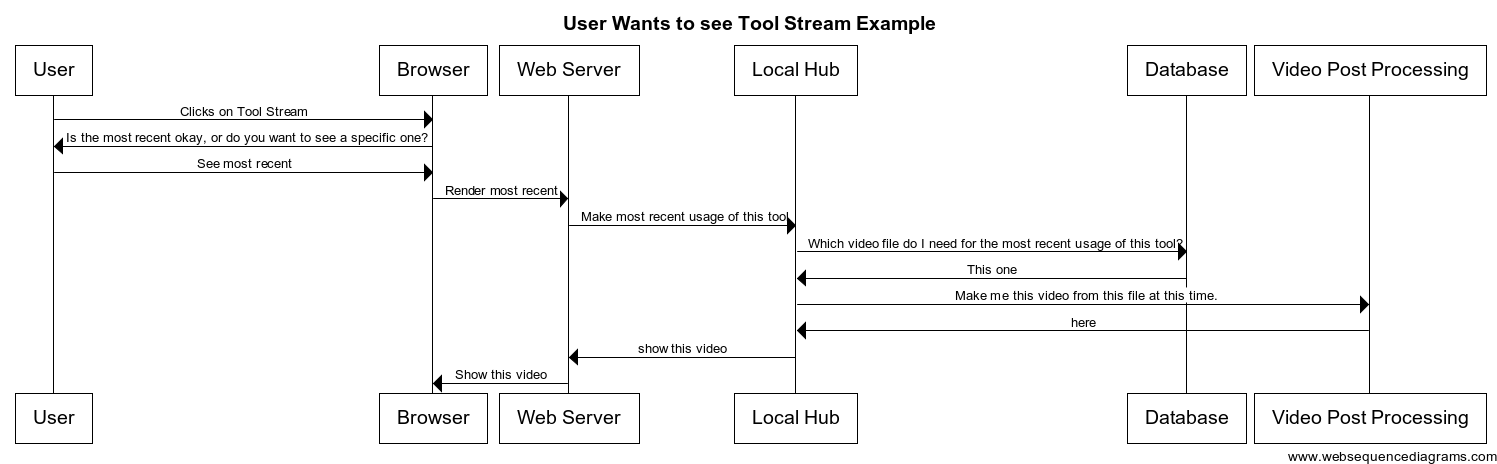 User Wants to see Tool Stream Example
User Browser Web Server Local Hub Database Video Post Processing
Clicks on Tool Stream
Is the most recent okay, or do you want to see a specific one?
See most recent
Render most recent
Make most recent usage of this tool
Which video file do I need for the most recent usage of this tool?
This one
Make me this video from this file at this time.
here
show this video
Show this video
User Browser Web Server Local Hub Database Video Post Processing
www.websequencediagrams.com